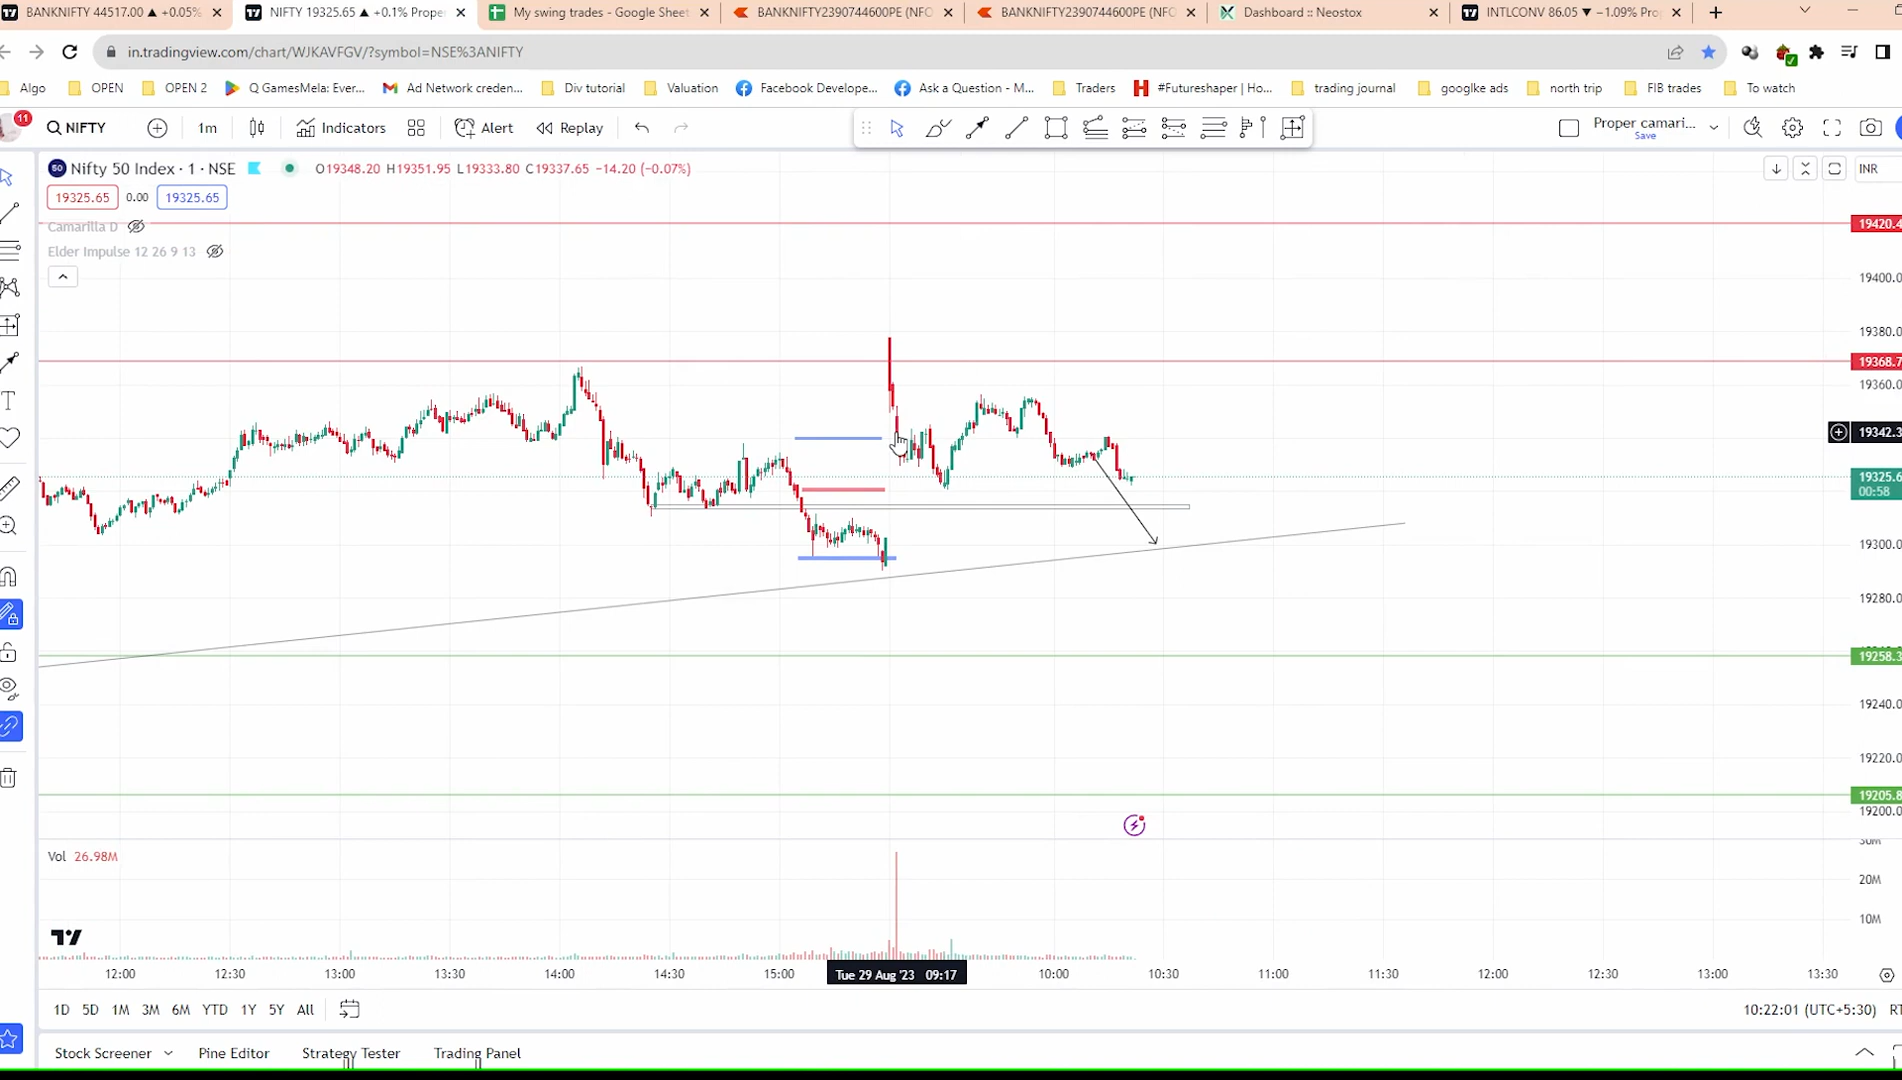 BANKNIFTY 44517.00 ▲ +0.05%
NIFTY 19325.65 ▲ +0.1% Proper
My swing trades - Google Sheet
BANKNIFTY2390744600PE (NFO
BANKNIFTY2390744600PE (NFO
Dashboard :: Neostox
INTLCONV 86.05 ▼ −1.09% Pro
in.tradingview.com/chart/WJKAVFGV/?symbol=NSE%3ANIFTY
Algo OPEN OPEN 2 Q GamesMela: Ever... Ad Network creden... Div tutorial Valuation Facebook Develope... Ask a Question - M... Traders #Futureshaper | Ho... trading journal googlke ads north trip FIB trades To watch
11
NIFTY 1m Indicators Alert Replay Proper camari...
Save
50 Nifty 50 Index · 1 · NSE O19348.20 H19351.95 L19333.80 C19337.65 −14.20 (−0.07%) INR
19325.65 0.00 19325.65
Camarilla D
Elder Impulse 12 26 9 13
19420.4
19400.0
19380.0
19368.7
19360.0
19342.3
19325.6
00:58
19300.0
19280.0
19258.3
19240.0
19220.0
19205.8
19200.0
Vol 26.98M
30M
20M
10M
12:00 12:30 13:00 13:30 14:00 14:30 15:00 Tue 29 Aug '23 09:17 10:00 10:30 11:00 11:30 12:00 12:30 13:00 13:30
1D 5D 1M 3M 6M YTD 1Y 5Y All 10:22:01 (UTC+5:30)
Stock Screener Pine Editor Strategy Tester Trading Panel